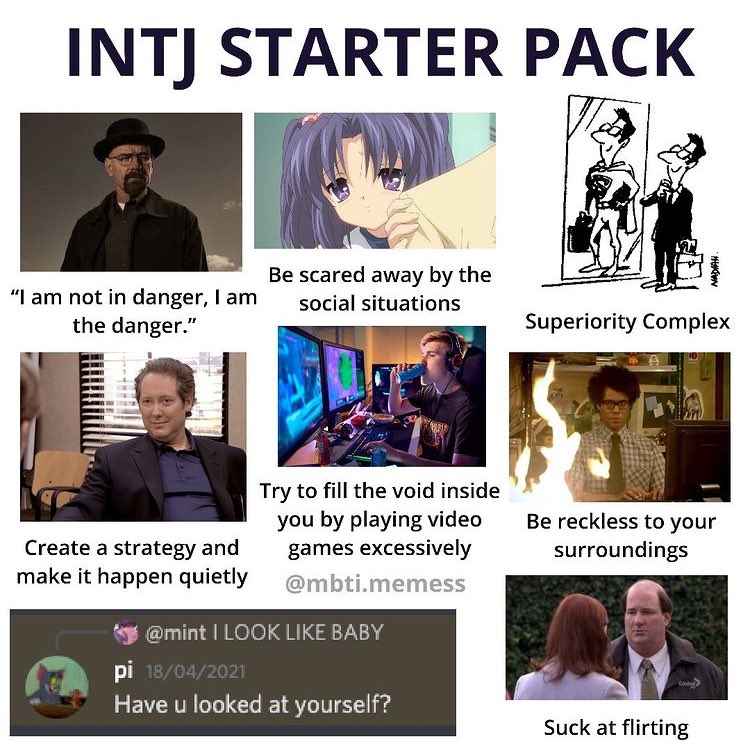 INTJ STARTER PACK
“I am not in danger, I am
the danger.”
Be scared away by the
social situations
Superiority Complex
Create a strategy and
make it happen quietly
Try to fill the void inside
you by playing video
games excessively
Be reckless to your
surroundings
@mbti.memess
@mint I LOOK LIKE BABY
pi 18/04/2021
Have u looked at yourself?
Suck at flirting